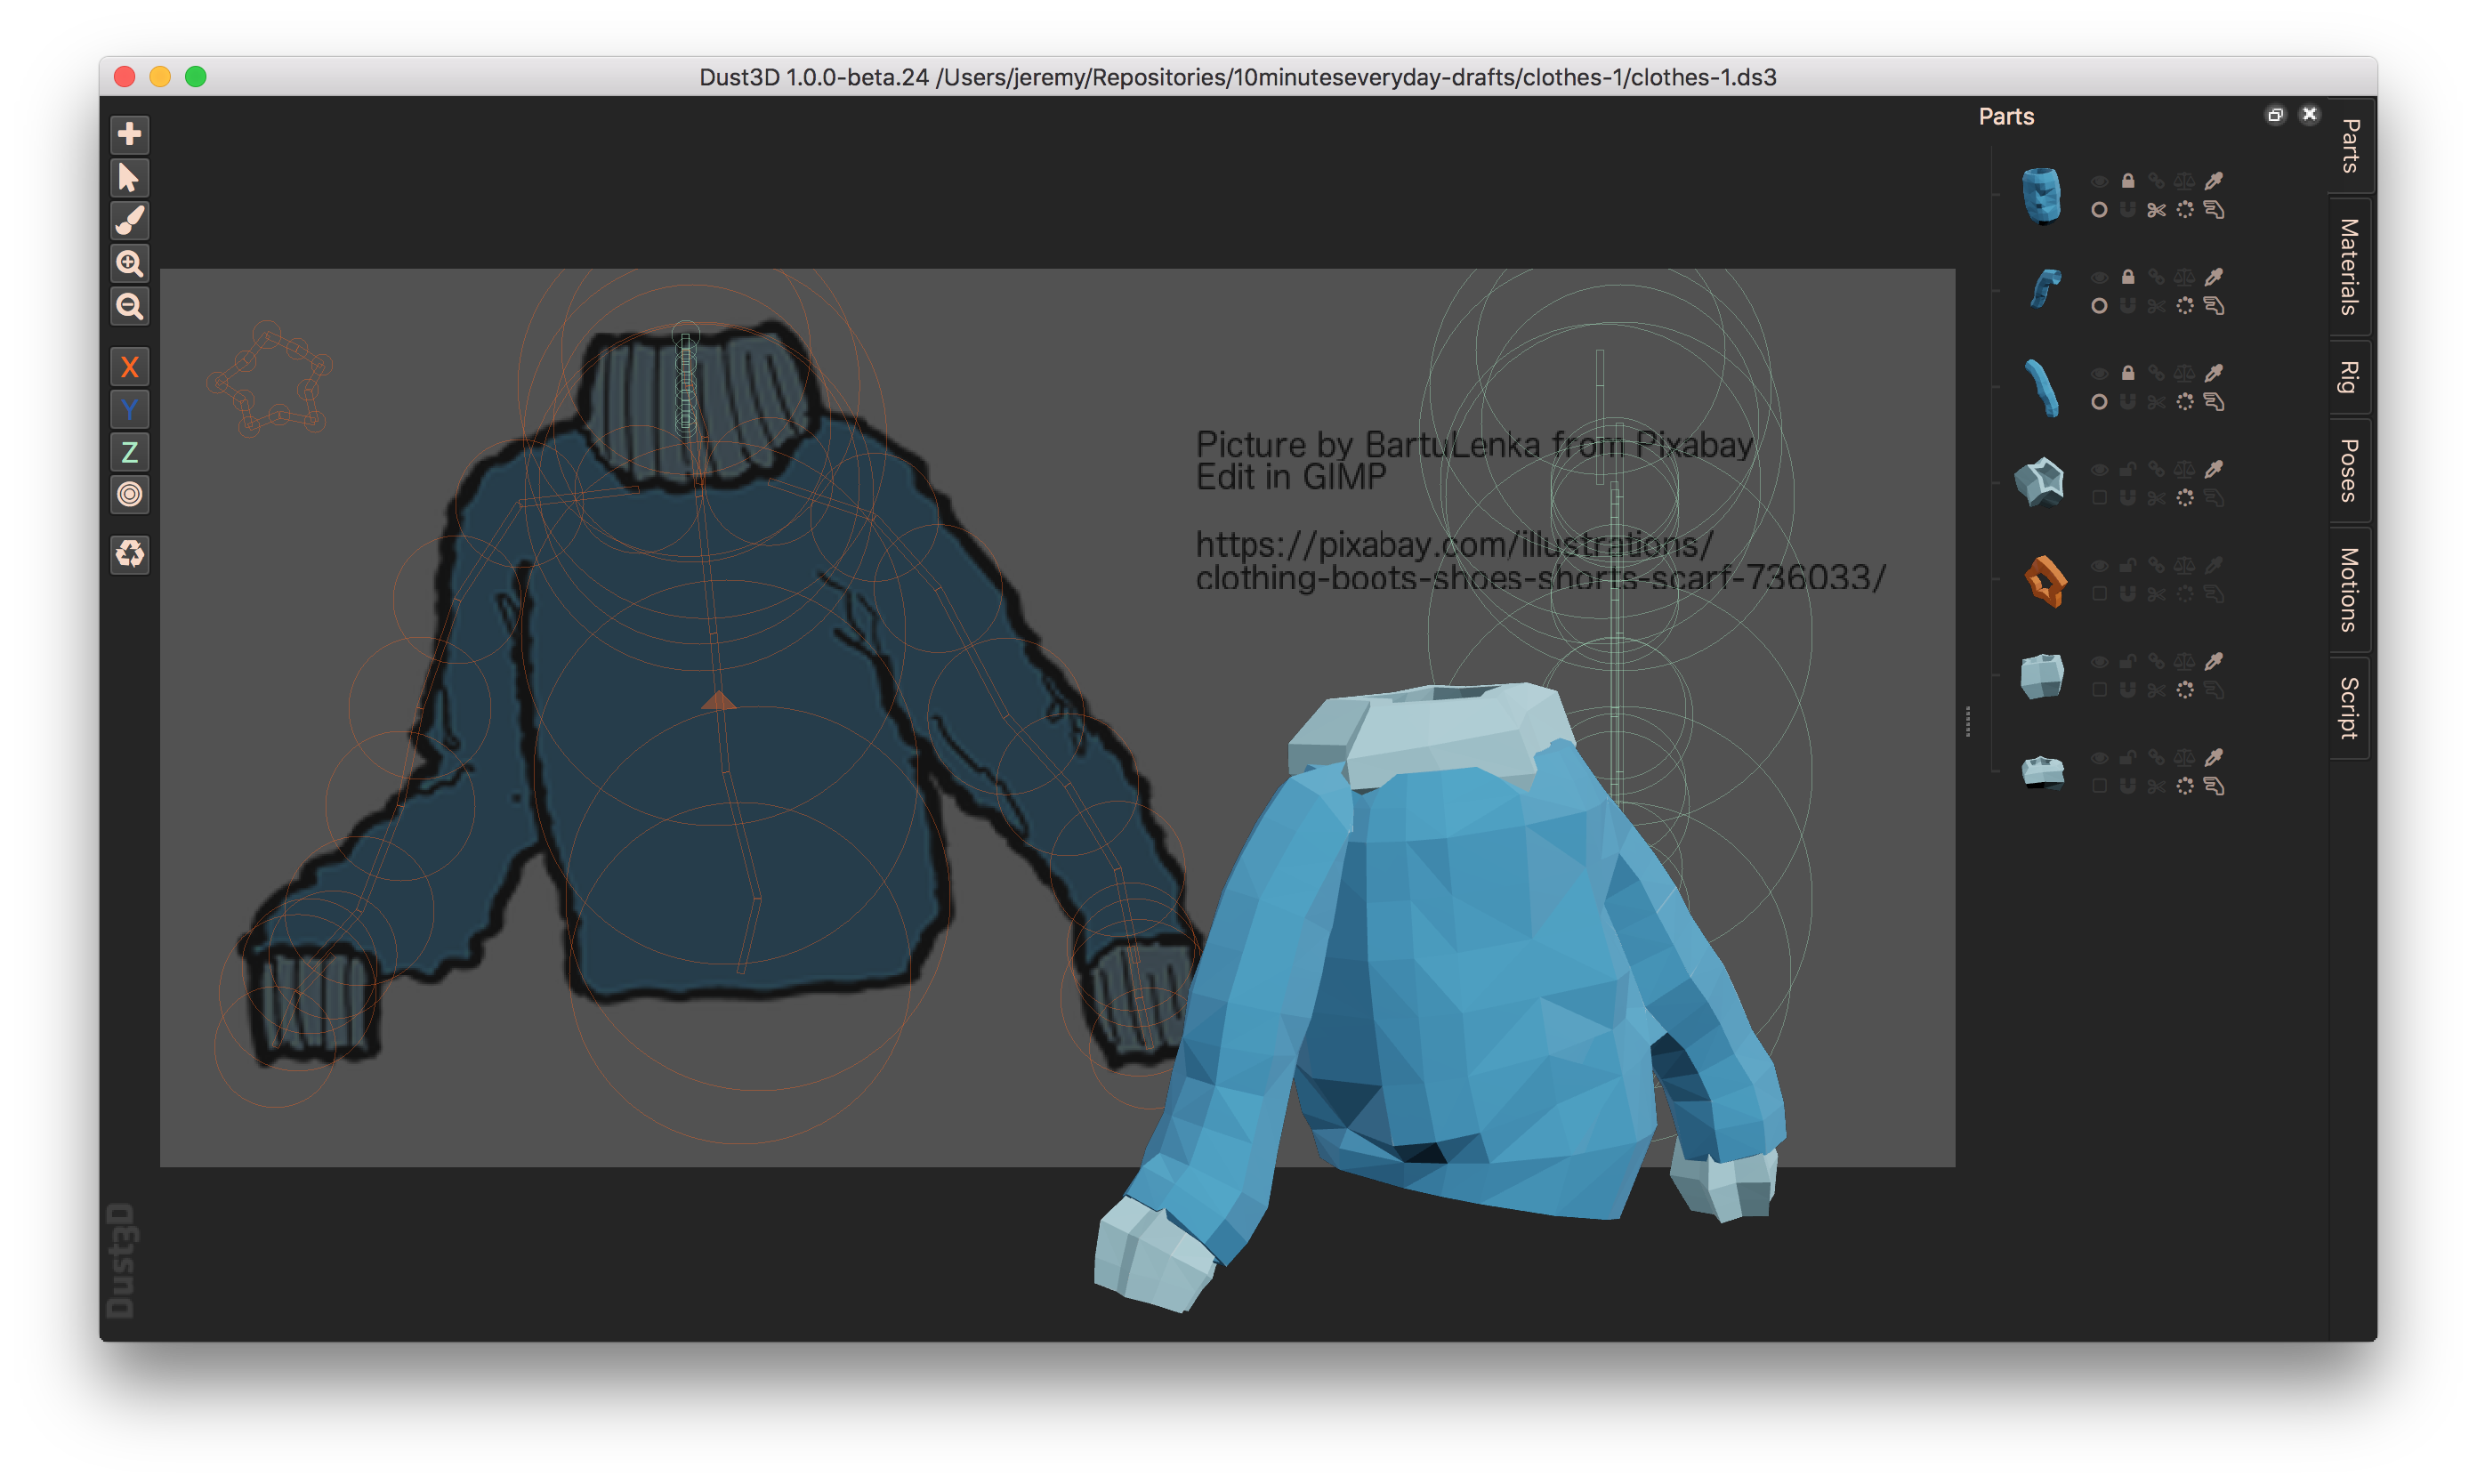 Dust3D 1.0.0-beta.24 /Users/jeremy/Repositories/10minuteseveryday-drafts/clothes-1/clothes-1.ds3
Parts
Parts
Materials
Rig
Poses
Motions
Script
X
Y
Z
Picture by BartuLenka from Pixabay
Edit in GIMP
https://pixabay.com/illustrations/
clothing-boots-shoes-shorts-scarf-736033/
Dust3D